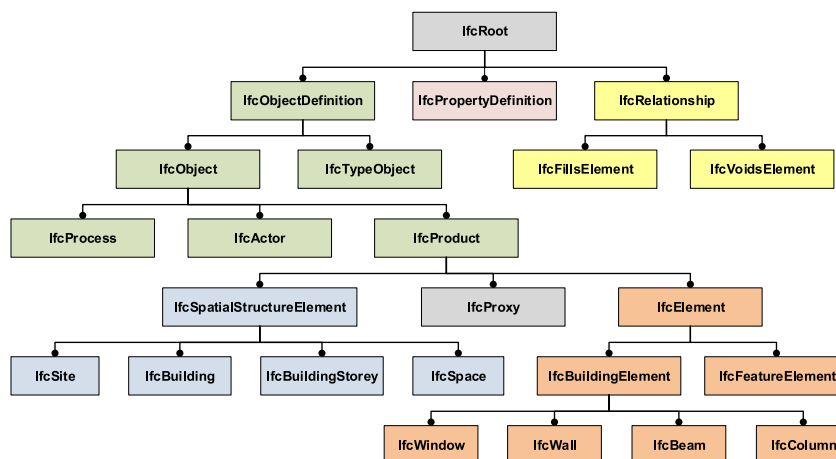 IfcRoot
IfcObjectDefinition
IfcPropertyDefinition
IfcRelationship
IfcObject
IfcTypeObject
IfcFillsElement
IfcVoidsElement
IfcProcess
IfcActor
IfcProduct
IfcSpatialStructureElement
IfcProxy
IfcElement
IfcSite
IfcBuilding
IfcBuildingStorey
IfcSpace
IfcBuildingElement
IfcFeatureElement
IfcWindow
IfcWall
IfcBeam
IfcColumn